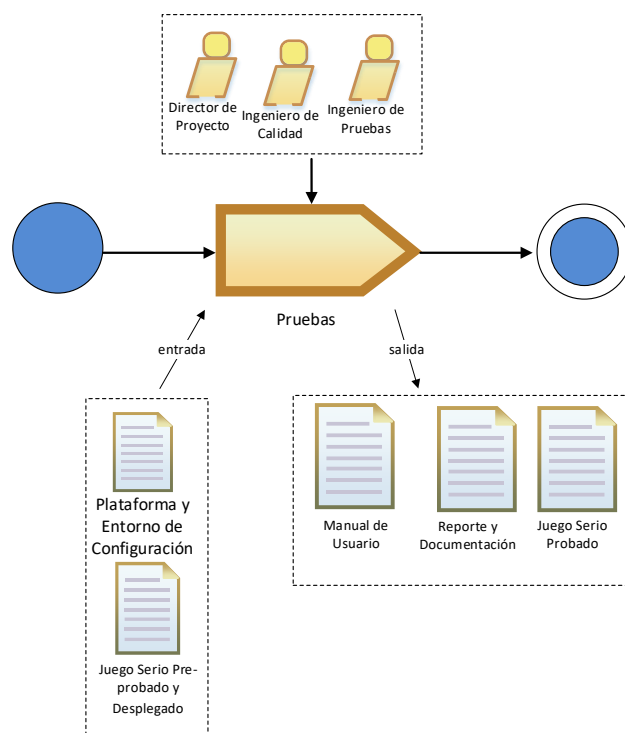 Director de
Proyecto
Ingeniero de
Calidad
Ingeniero de
Pruebas
Pruebas
entrada
salida
Plataforma y
Entorno de
Configuración
Juego Serio Pre-
probado y
Desplegado
Manual de
Usuario
Reporte y
Documentación
Juego Serio
Probado